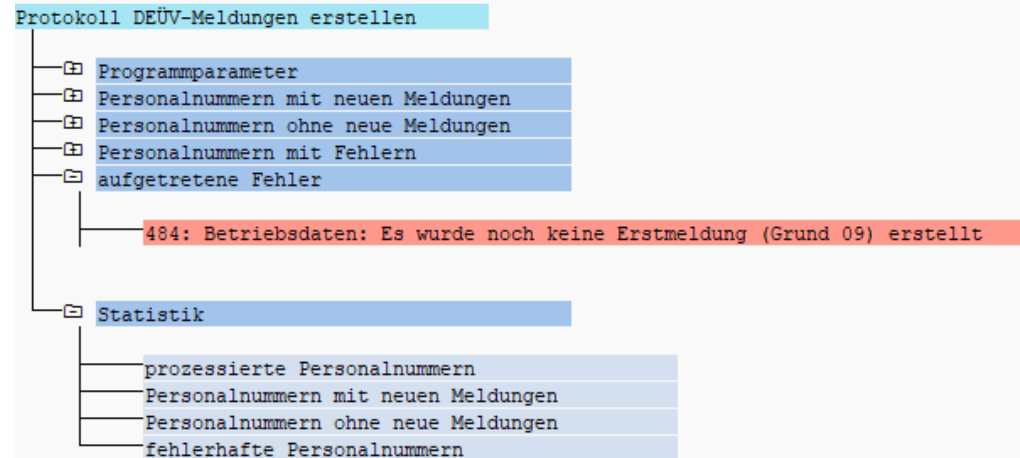 Protokoll DEÜV-Meldungen erstellen
Programmparameter
Personalnummern mit neuen Meldungen
Personalnummern ohne neue Meldungen
Personalnummern mit Fehlern
aufgetretene Fehler
484: Betriebsdaten: Es wurde noch keine Erstmeldung (Grund 09) erstellt
Statistik
prozessierte Personalnummern
Personalnummern mit neuen Meldungen
Personalnummern ohne neue Meldungen
fehlerhafte Personalnummern